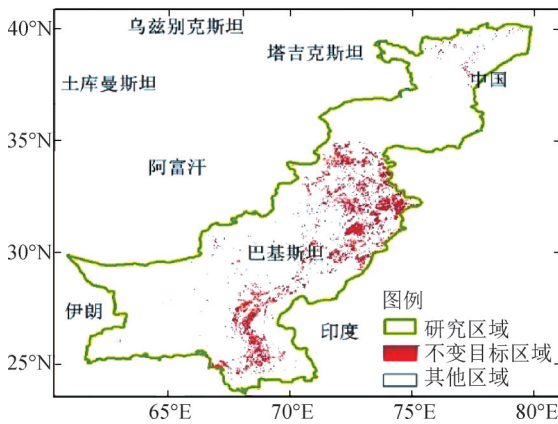 40°N
乌兹别克斯坦
塔吉克斯坦
中国
土库曼斯坦
35°N
阿富汗
30°N
巴基斯坦
伊朗
印度
图例
研究区域
不变目标区域
其他区域
25°N
65°E
70°E
75°E
80°E